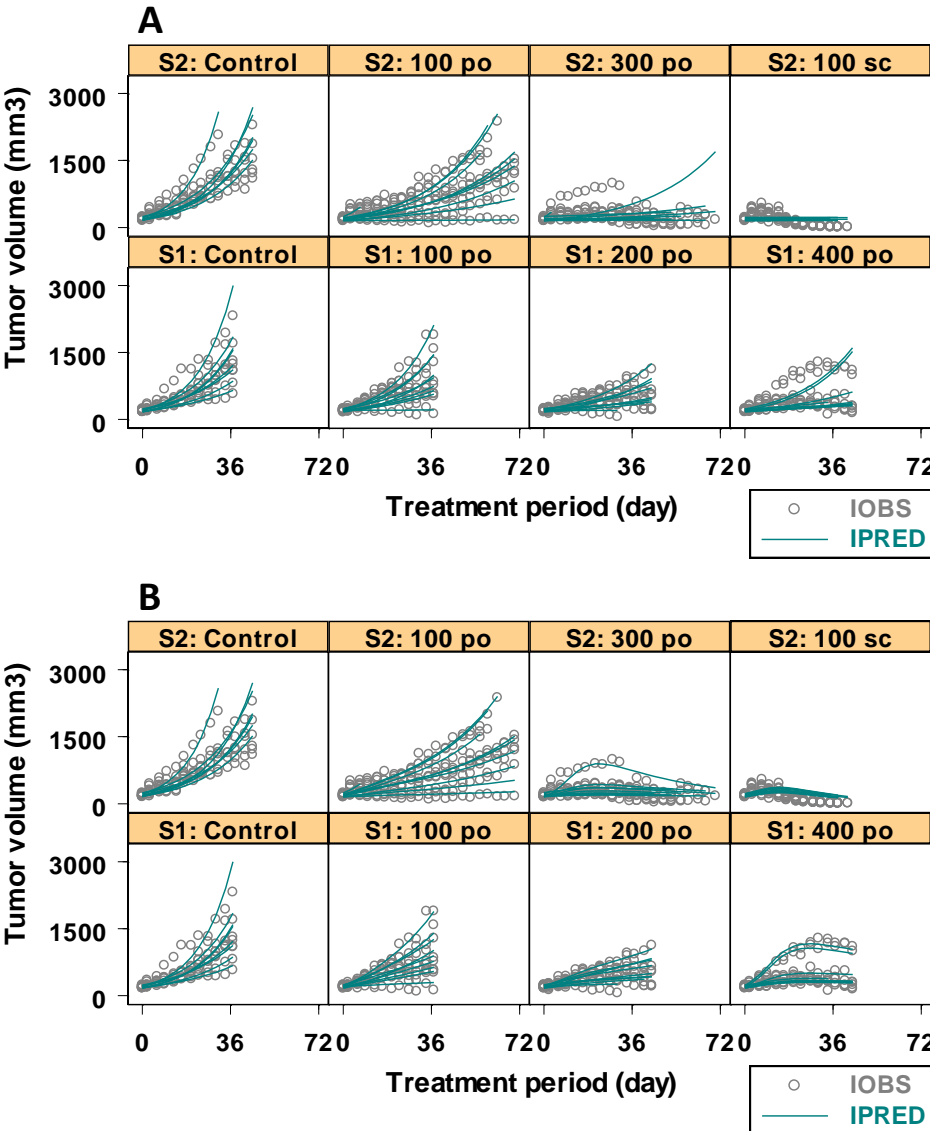 A
S2: Control S2: 100 po S2: 300 po S2: 100 sc
3000
1500
0
S1: Control S1: 100 po S1: 200 po S1: 400 po
3000
1500
0
Tumor volume (mm3)
0 36 72 0 36 72 0 36 72 0 36 72
Treatment period (day)
IOBS
IPRED
B
S2: Control S2: 100 po S2: 300 po S2: 100 sc
3000
1500
0
S1: Control S1: 100 po S1: 200 po S1: 400 po
3000
1500
0
Tumor volume (mm3)
0 36 72 0 36 72 0 36 72 0 36 72
Treatment period (day)
IOBS
IPRED